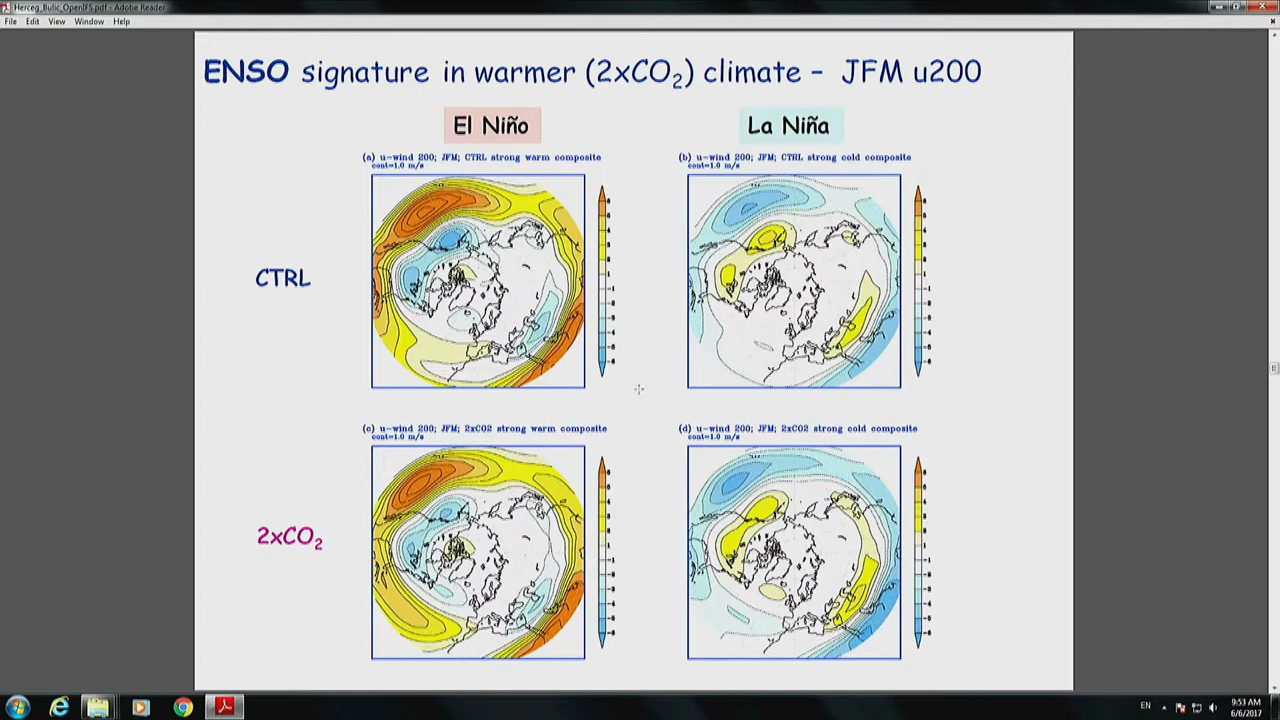 Herceg_Bulic_OpenIFS.pdf - Adobe Reader
File Edit View Window Help
ENSO signature in warmer (2xCO₂) climate - JFM u200
El Niño
La Niña
(a) u-wind 200; JFM; CTRL strong warm composite
cont=1.0 m/s
(b) u-wind 200; JFM; CTRL strong cold composite
cont=1.0 m/s
CTRL
(c) u-wind 200; JFM; 2xCO2 strong warm composite
cont=1.0 m/s
(d) u-wind 200; JFM; 2xCO2 strong cold composite
cont=1.0 m/s
2xCO₂
EN
9:53 AM
6/6/2017